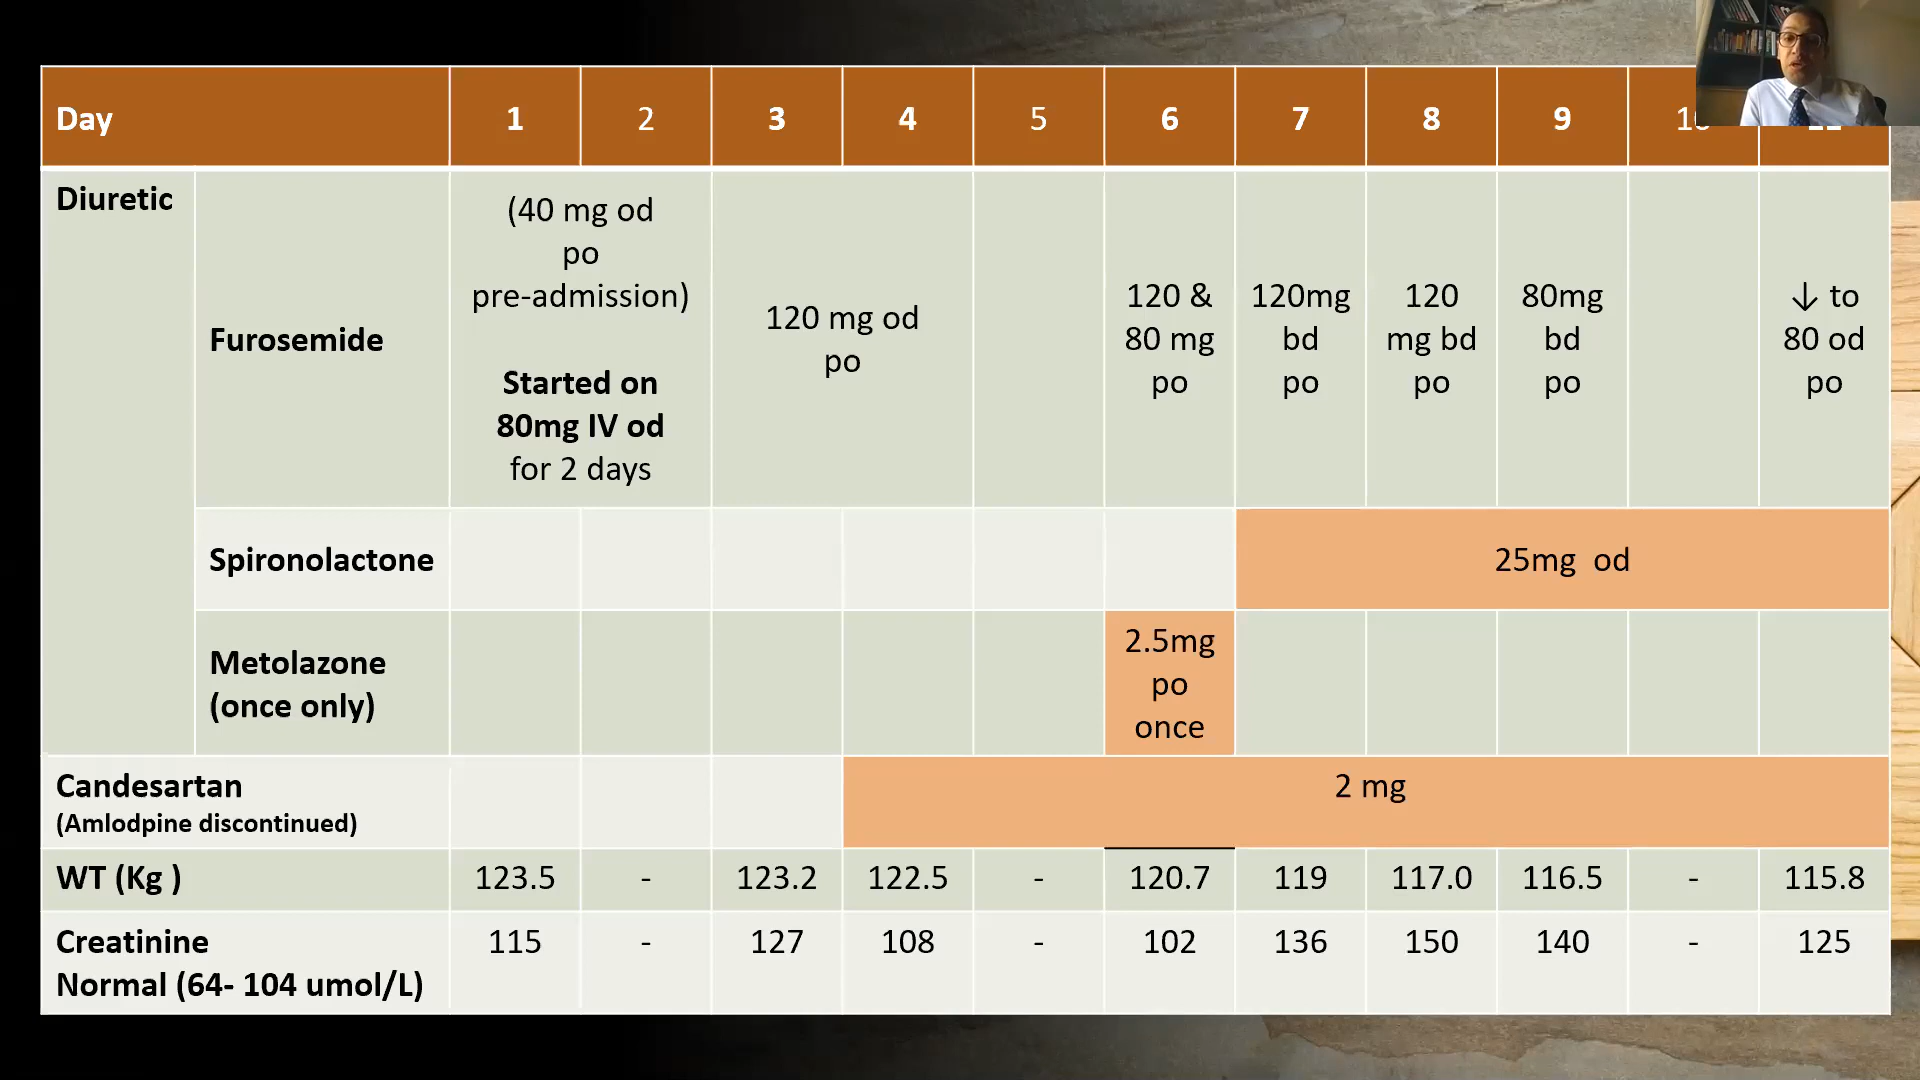 Day 1 2 3 4 5 6 7 8 9
Diuretic
Furosemide
(40 mg od
po
pre-admission)
Started on
80mg IV od
for 2 days
120 mg od
po
120 &
80 mg
po
120mg
bd
po
120
mg bd
po
80mg
bd
po
↓ to
80 od
po
Spironolactone
25mg od
Metolazone
(once only)
2.5mg
po
once
Candesartan
(Amlodpine discontinued)
2 mg
WT (Kg ) 123.5 - 123.2 122.5 - 120.7 119 117.0 116.5 - 115.8
Creatinine
Normal (64- 104 umol/L)
115 - 127 108 - 102 136 150 140 - 125